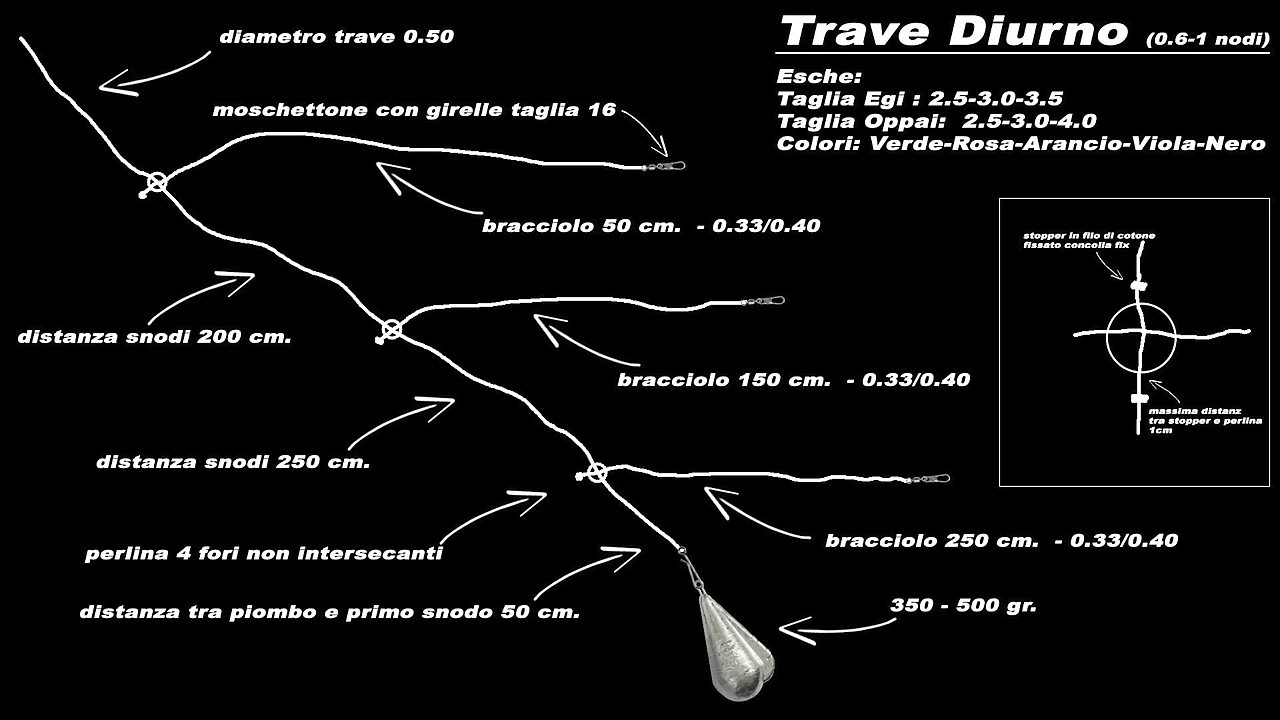 Trave Diurno (0.6-1 nodi)
Esche:
Taglia Egi : 2.5-3.0-3.5
Taglia Oppai: 2.5-3.0-4.0
Colori: Verde-Rosa-Arancio-Viola-Nero
diametro trave 0.50
moschettone con girelle taglia 16
bracciolo 50 cm. - 0.33/0.40
stopper in filo di cotone
fissato concolla fix
distanza snodi 200 cm.
bracciolo 150 cm. - 0.33/0.40
massima distanz
tra stopper e perlina
1cm
distanza snodi 250 cm.
bracciolo 250 cm. - 0.33/0.40
perlina 4 fori non intersecanti
distanza tra piombo e primo snodo 50 cm.
350 - 500 gr.